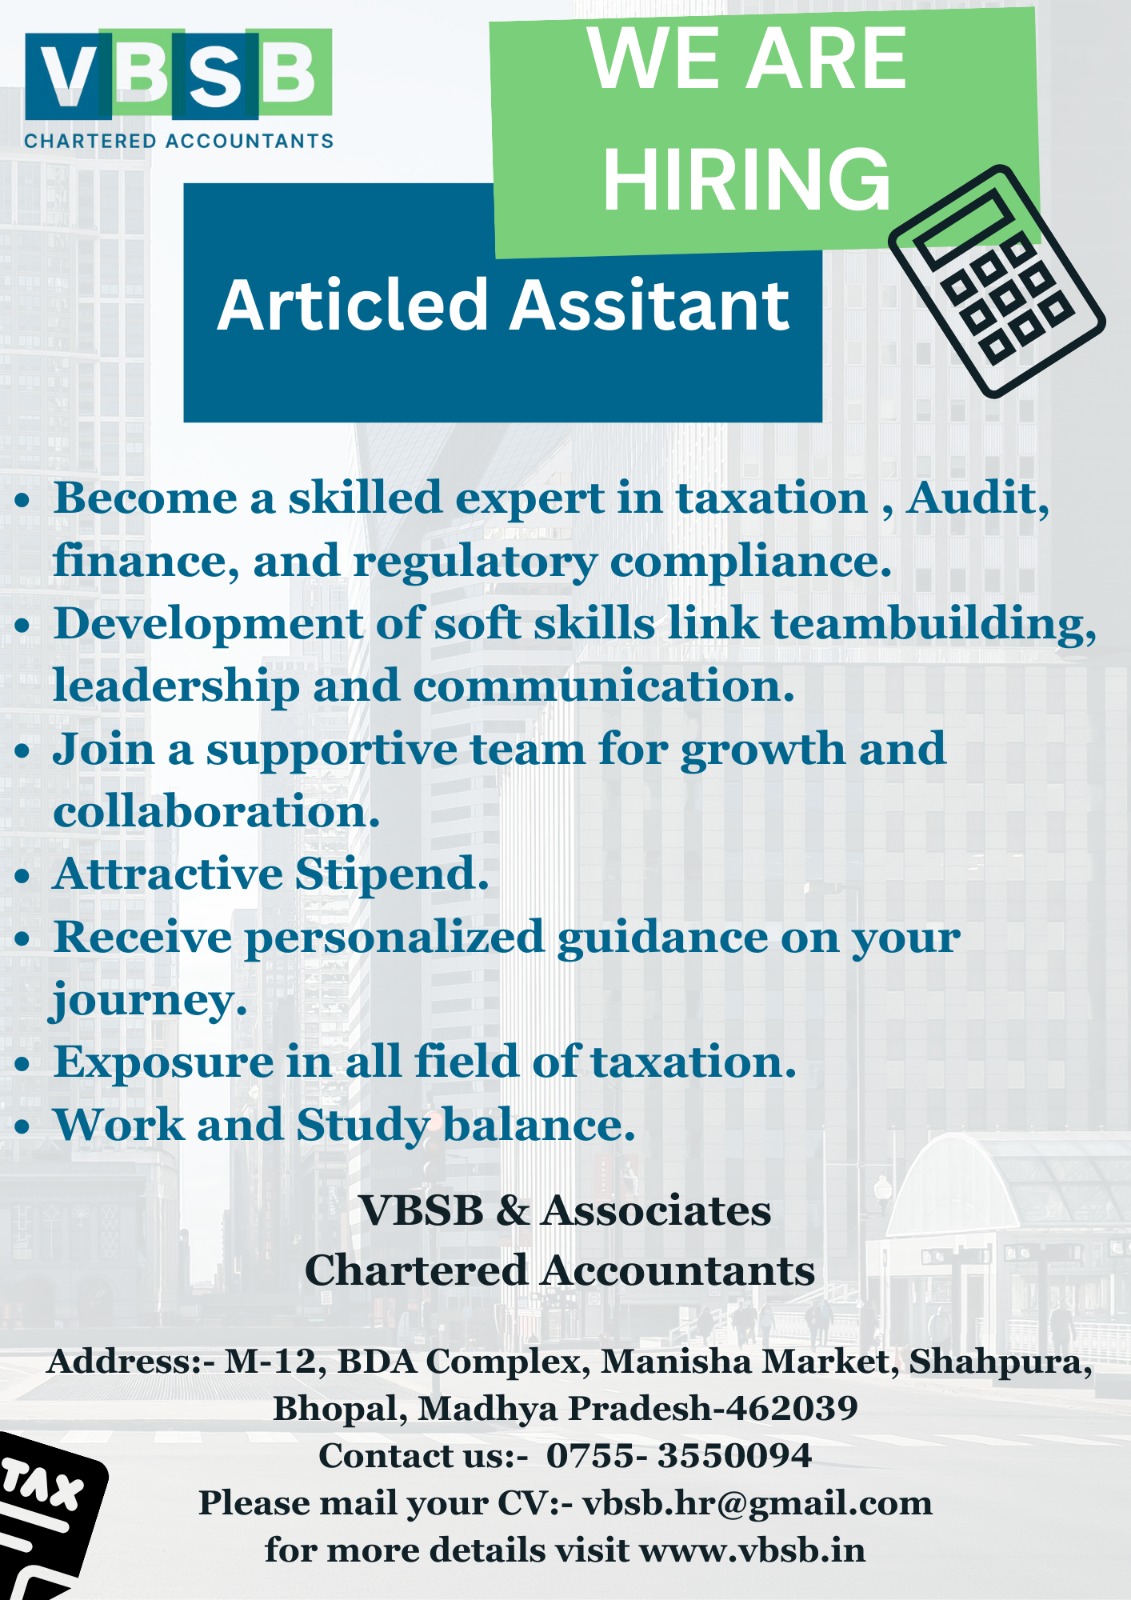 VBSB
CHARTERED ACCOUNTANTS
WE ARE
HIRING
Articled Assitant
• Become a skilled expert in taxation , Audit,
finance, and regulatory compliance.
• Development of soft skills link teambuilding,
leadership and communication.
• Join a supportive team for growth and
collaboration.
• Attractive Stipend.
• Receive personalized guidance on your
journey.
• Exposure in all field of taxation.
• Work and Study balance.
VBSB & Associates
Chartered Accountants
Address:- M-12, BDA Complex, Manisha Market, Shahpura,
Bhopal, Madhya Pradesh-462039
Contact us:-  0755- 3550094
Please mail your CV:- vbsb.hr@gmail.com
for more details visit www.vbsb.in
TAX